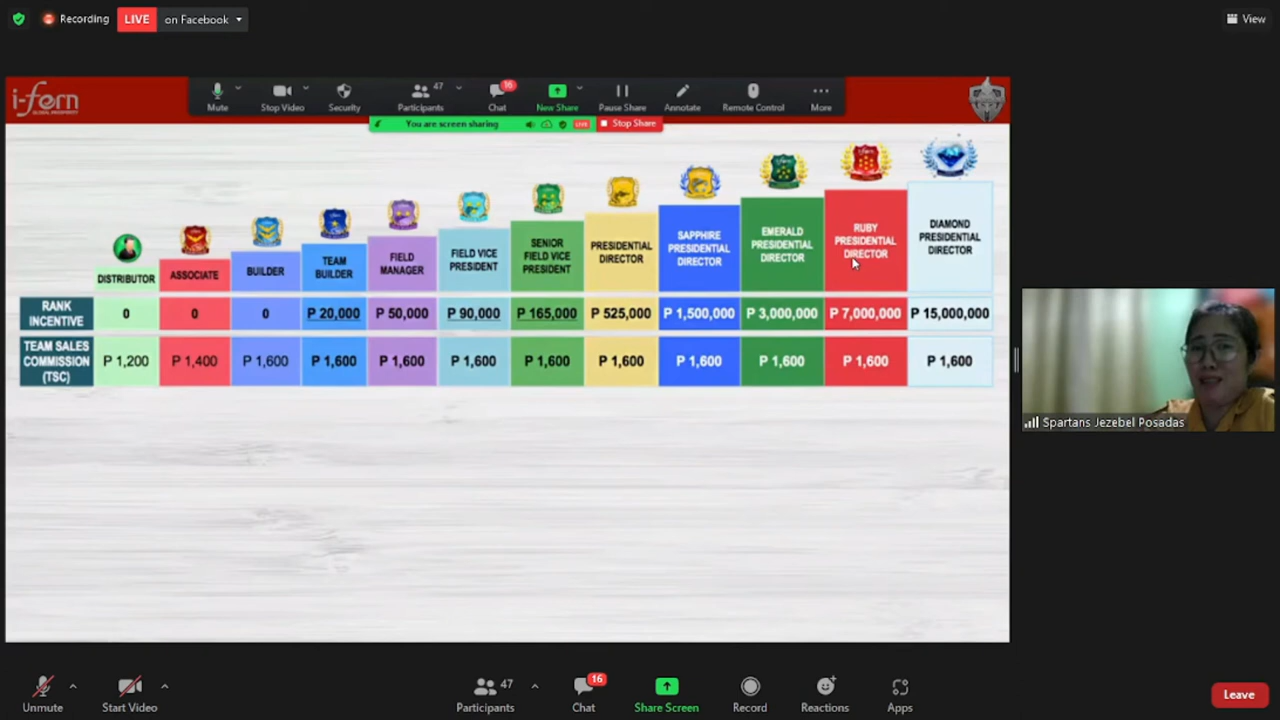 Recording
LIVE
on Facebook
View
i-fern
GLOBAL PROSPERITY
Mute
Stop Video
Security
47
Participants
16
Chat
New Share
Pause Share
Annotate
Remote Control
More
You are screen sharing
LIVE
Stop Share
DISTRIBUTOR
ASSOCIATE
BUILDER
TEAM
BUILDER
FIELD
MANAGER
FIELD VICE
PRESIDENT
SENIOR
FIELD VICE
PRESIDENT
PRESIDENTIAL
DIRECTOR
SAPPHIRE
PRESIDENTIAL
DIRECTOR
EMERALD
PRESIDENTIAL
DIRECTOR
RUBY
PRESIDENTIAL
DIRECTOR
DIAMOND
PRESIDENTIAL
DIRECTOR
RANK
INCENTIVE
0
0
0
P 20,000
P 50,000
P 90,000
P 165,000
P 525,000
P 1,500,000
P 3,000,000
P 7,000,000
P 15,000,000
TEAM SALES
COMMISSION
(TSC)
P 1,200
P 1,400
P 1,600
P 1,600
P 1,600
P 1,600
P 1,600
P 1,600
P 1,600
P 1,600
P 1,600
P 1,600
Spartans Jezebel Posadas
Unmute
Start Video
47
Participants
16
Chat
Share Screen
Record
Reactions
Apps
Leave